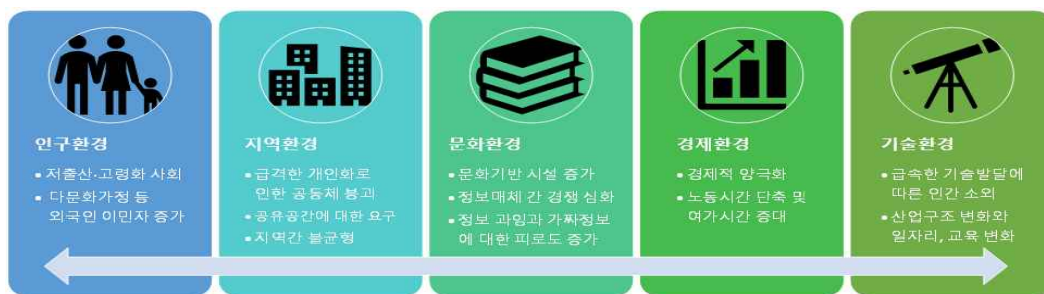 인구환경
• 저출산·고령화 사회
• 다문화가정 등
외국인 이민자 증가
지역환경
• 급격한 개인화로
인한 공동체 붕괴
• 공유공간에 대한 요구
• 지역간 불균형
문화환경
• 문화기반 시설 증가
• 정보매체 간 경쟁 심화
• 정보 과잉과 가짜정보
에 대한 피로도 증가
경제환경
• 경제적 양극화
• 노동시간 단축 및
여가시간 증대
기술환경
• 급속한 기술발달에
따른 인간 소외
• 산업구조 변화와
일자리, 교육 변화